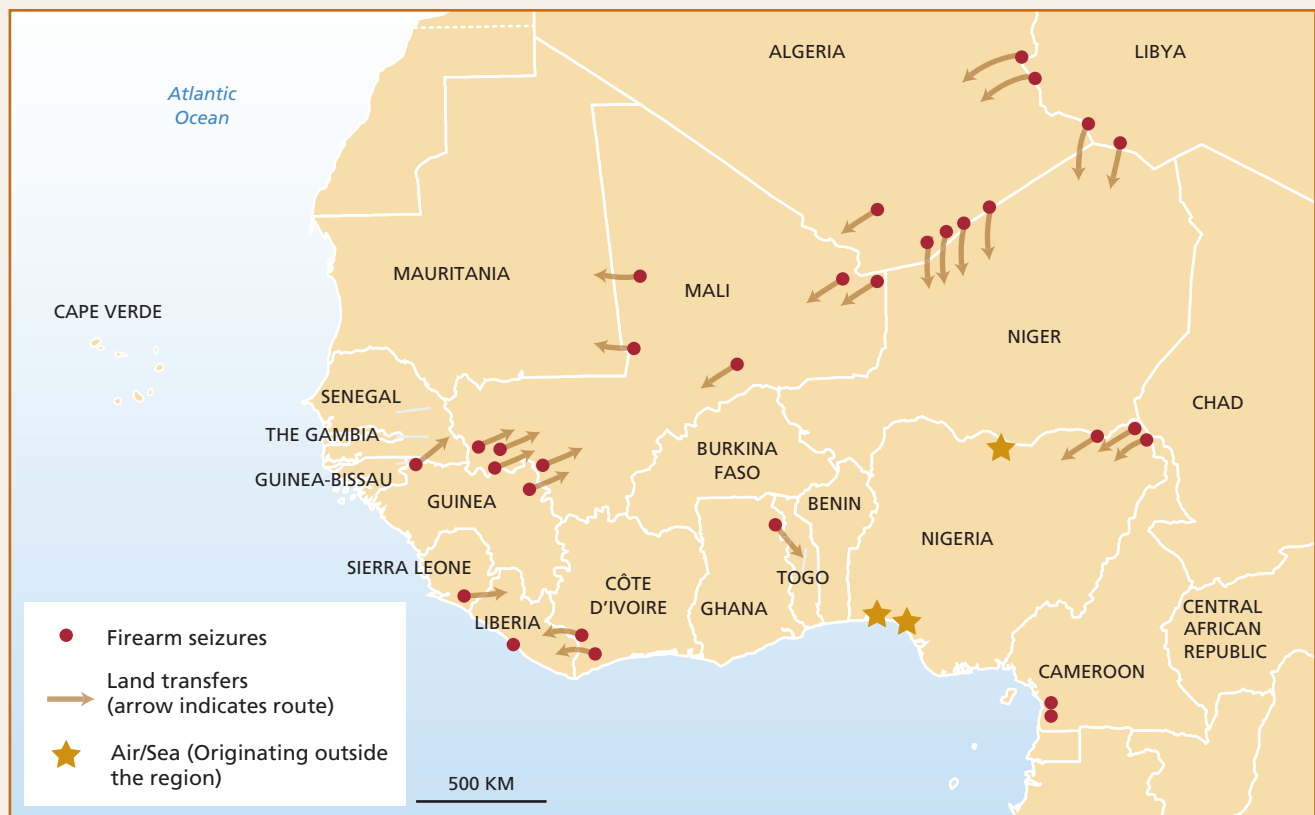 ALGERIA
LIBYA
Atlantic
Ocean
MAURITANIA
MALI
CAPE VERDE
NIGER
SENEGAL
CHAD
THE GAMBIA
BURKINA
FASO
GUINEA-BISSAU
GUINEA
BENIN
NIGERIA
SIERRA LEONE
CÔTE
D'IVOIRE
TOGO
GHANA
LIBERIA
CENTRAL
AFRICAN
REPUBLIC
CAMEROON
Firearm seizures
Land transfers
(arrow indicates route)
Air/Sea (Originating outside
the region)
500 KM